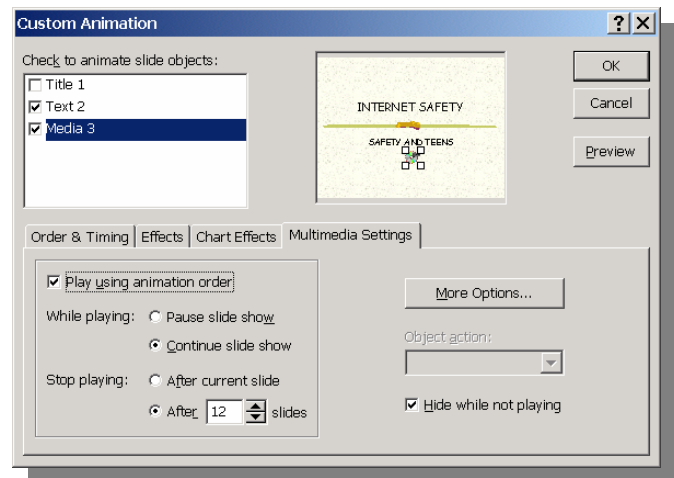 Custom Animation
Check to animate slide objects:
Title 1
Text 2
Media 3
INTERNET SAFETY
SAFETY AND TEENS
OK
Cancel
Preview
Order & Timing Effects Chart Effects Multimedia Settings
Play using animation order
While playing: Pause slide show
Continue slide show
Stop playing: After current slide
After 12 slides
More Options...
Object action:
Hide while not playing